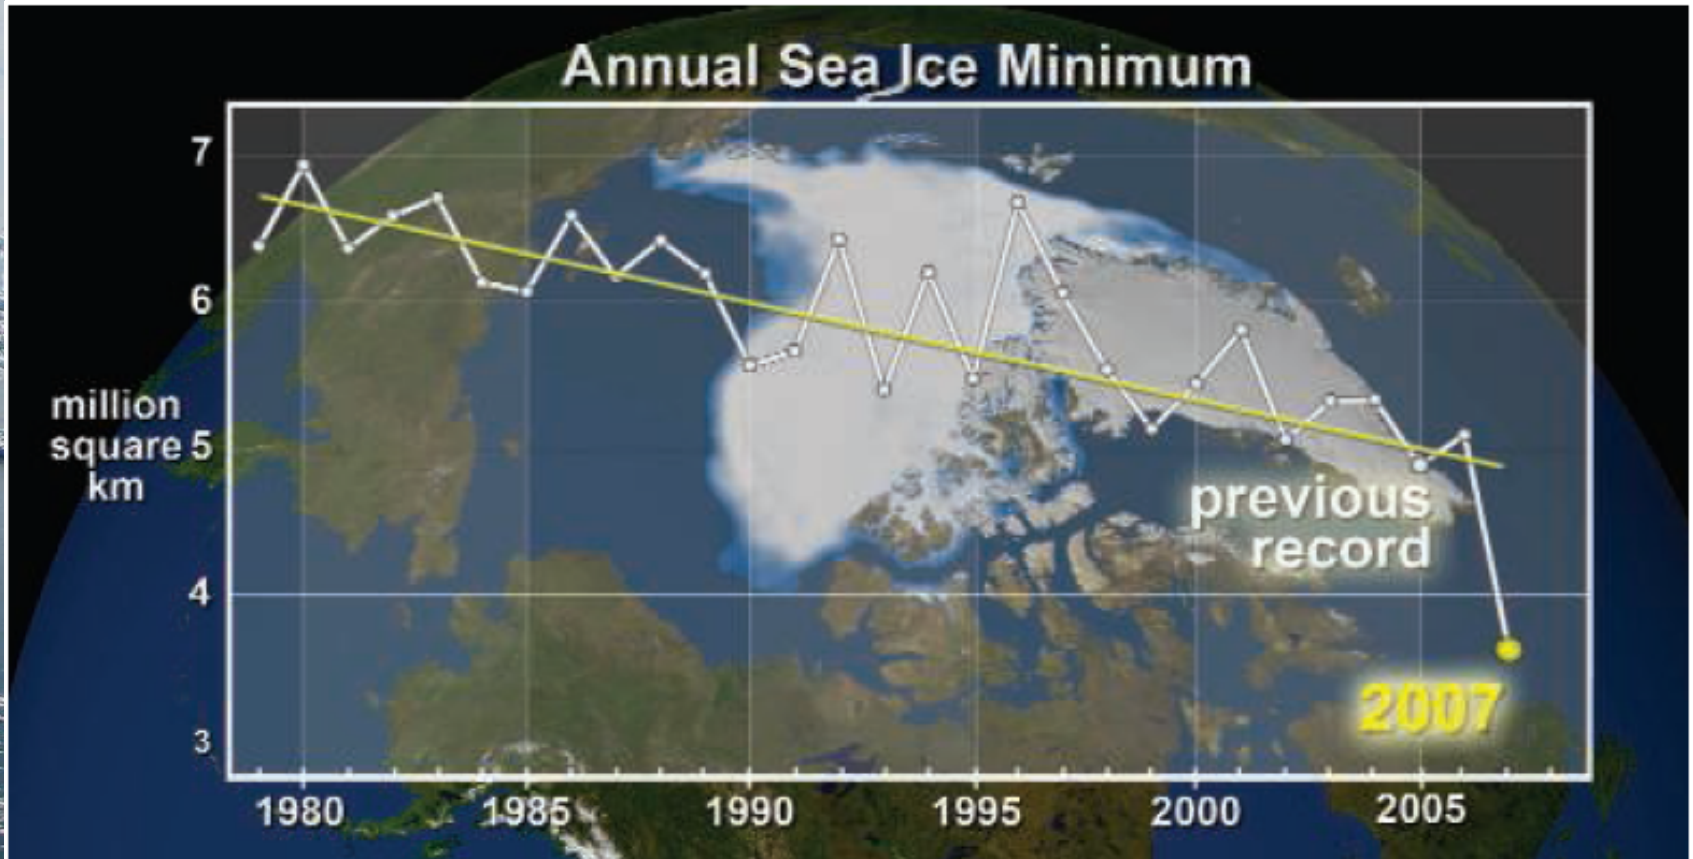 Annual Sea Ice Minimum
7
6
million
square 5
km
previous
record
4
2007
3
1980 1985 1990 1995 2000 2005